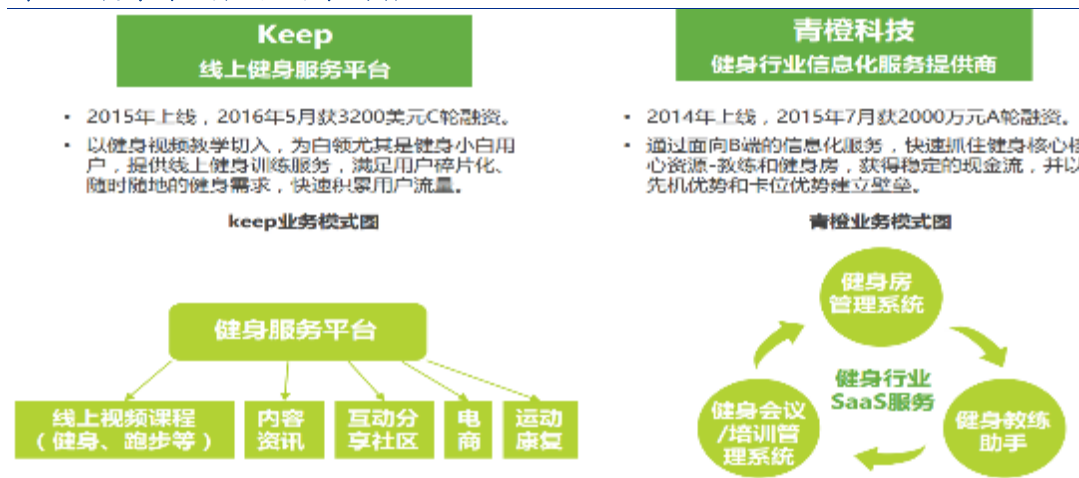 Keep
线上健身服务平台
• 2015年上线，2016年5月获3200美元C轮融资。
• 以健身视频教学切入，为白领尤其是健身小白用
户，提供线上健身训练服务，满足用户碎片化、
随时随地的健身需求，快速积累用户流量。
keep业务模式图
健身服务平台
线上视频课程
（健身、跑步等）
内容
资讯
互动分
享社区
电
商
运动
康复
青橙科技
健身行业信息化服务提供商
• 2014年上线，2015年7月获2000万元A轮融资。
• 通过面向B端的信息化服务，快速抓住健身核心
心资源-教练和健身房，获得稳定的现金流，并以
先机优势和卡位优势建立壁垒。
青橙业务模式图
健身房
管理系统
健身行业
SaaS服务
健身会议
/培训管
理系统
健身教练
助手